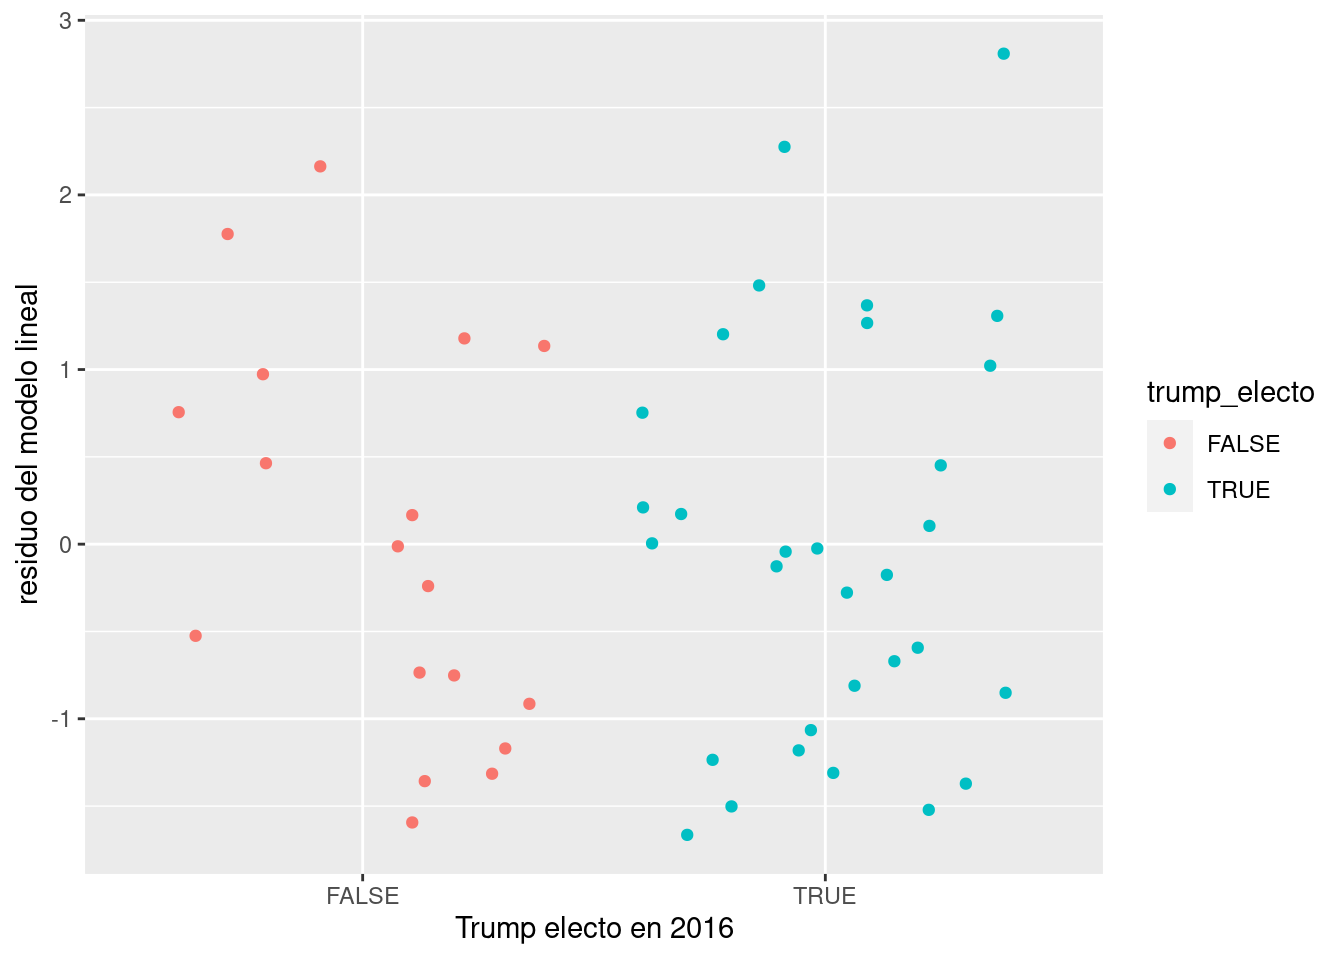 3
2
1
0
-1
residuo del modelo lineal
FALSE
TRUE
Trump electo en 2016
trump_electo
FALSE
TRUE